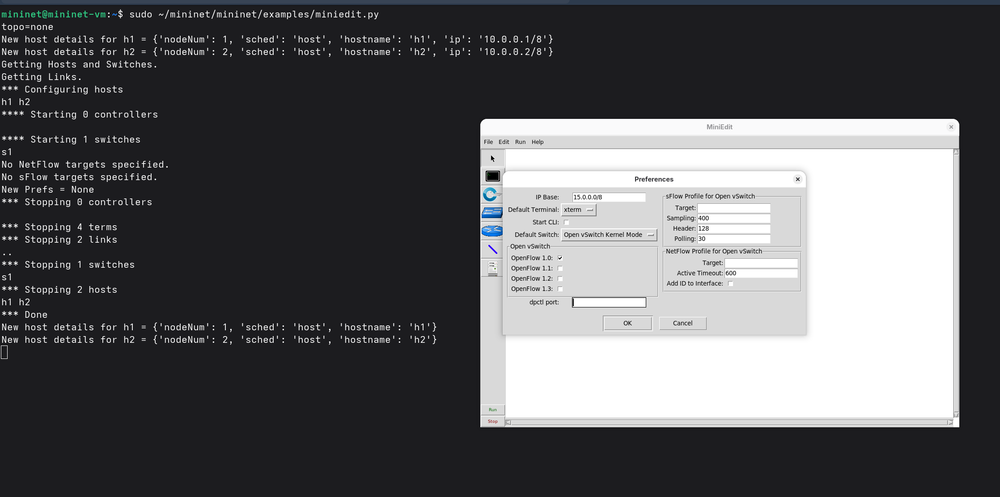 mininet@mininet-vm:~$ sudo ~/mininet/mininet/examples/miniedit.py
topo=none
New host details for h1 = {'nodeNum': 1, 'sched': 'host', 'hostname': 'h1', 'ip': '10.0.0.1/8'}
New host details for h2 = {'nodeNum': 2, 'sched': 'host', 'hostname': 'h2', 'ip': '10.0.0.2/8'}
Getting Hosts and Switches.
Getting Links.
*** Configuring hosts
h1 h2
**** Starting 0 controllers
**** Starting 1 switches
s1
No NetFlow targets specified.
No sFlow targets specified.
New Prefs = None
*** Stopping 0 controllers
*** Stopping 4 terms
*** Stopping 2 links
..
*** Stopping 1 switches
s1
*** Stopping 2 hosts
h1 h2
*** Done
New host details for h1 = {'nodeNum': 1, 'sched': 'host', 'hostname': 'h1'}
New host details for h2 = {'nodeNum': 2, 'sched': 'host', 'hostname': 'h2'}
MiniEdit
File Edit Run Help
Preferences
IP Base: 15.0.0.0/8
Default Terminal: xterm
Start CLI:
Default Switch: Open vSwitch Kernel Mode
Open vSwitch
OpenFlow 1.0:
OpenFlow 1.1:
OpenFlow 1.2:
OpenFlow 1.3:
dpctl port:
sFlow Profile for Open vSwitch
Target:
Sampling: 400
Header: 128
Polling: 30
NetFlow Profile for Open vSwitch
Target:
Active Timeout: 600
Add ID to Interface:
OK Cancel
Run
Stop